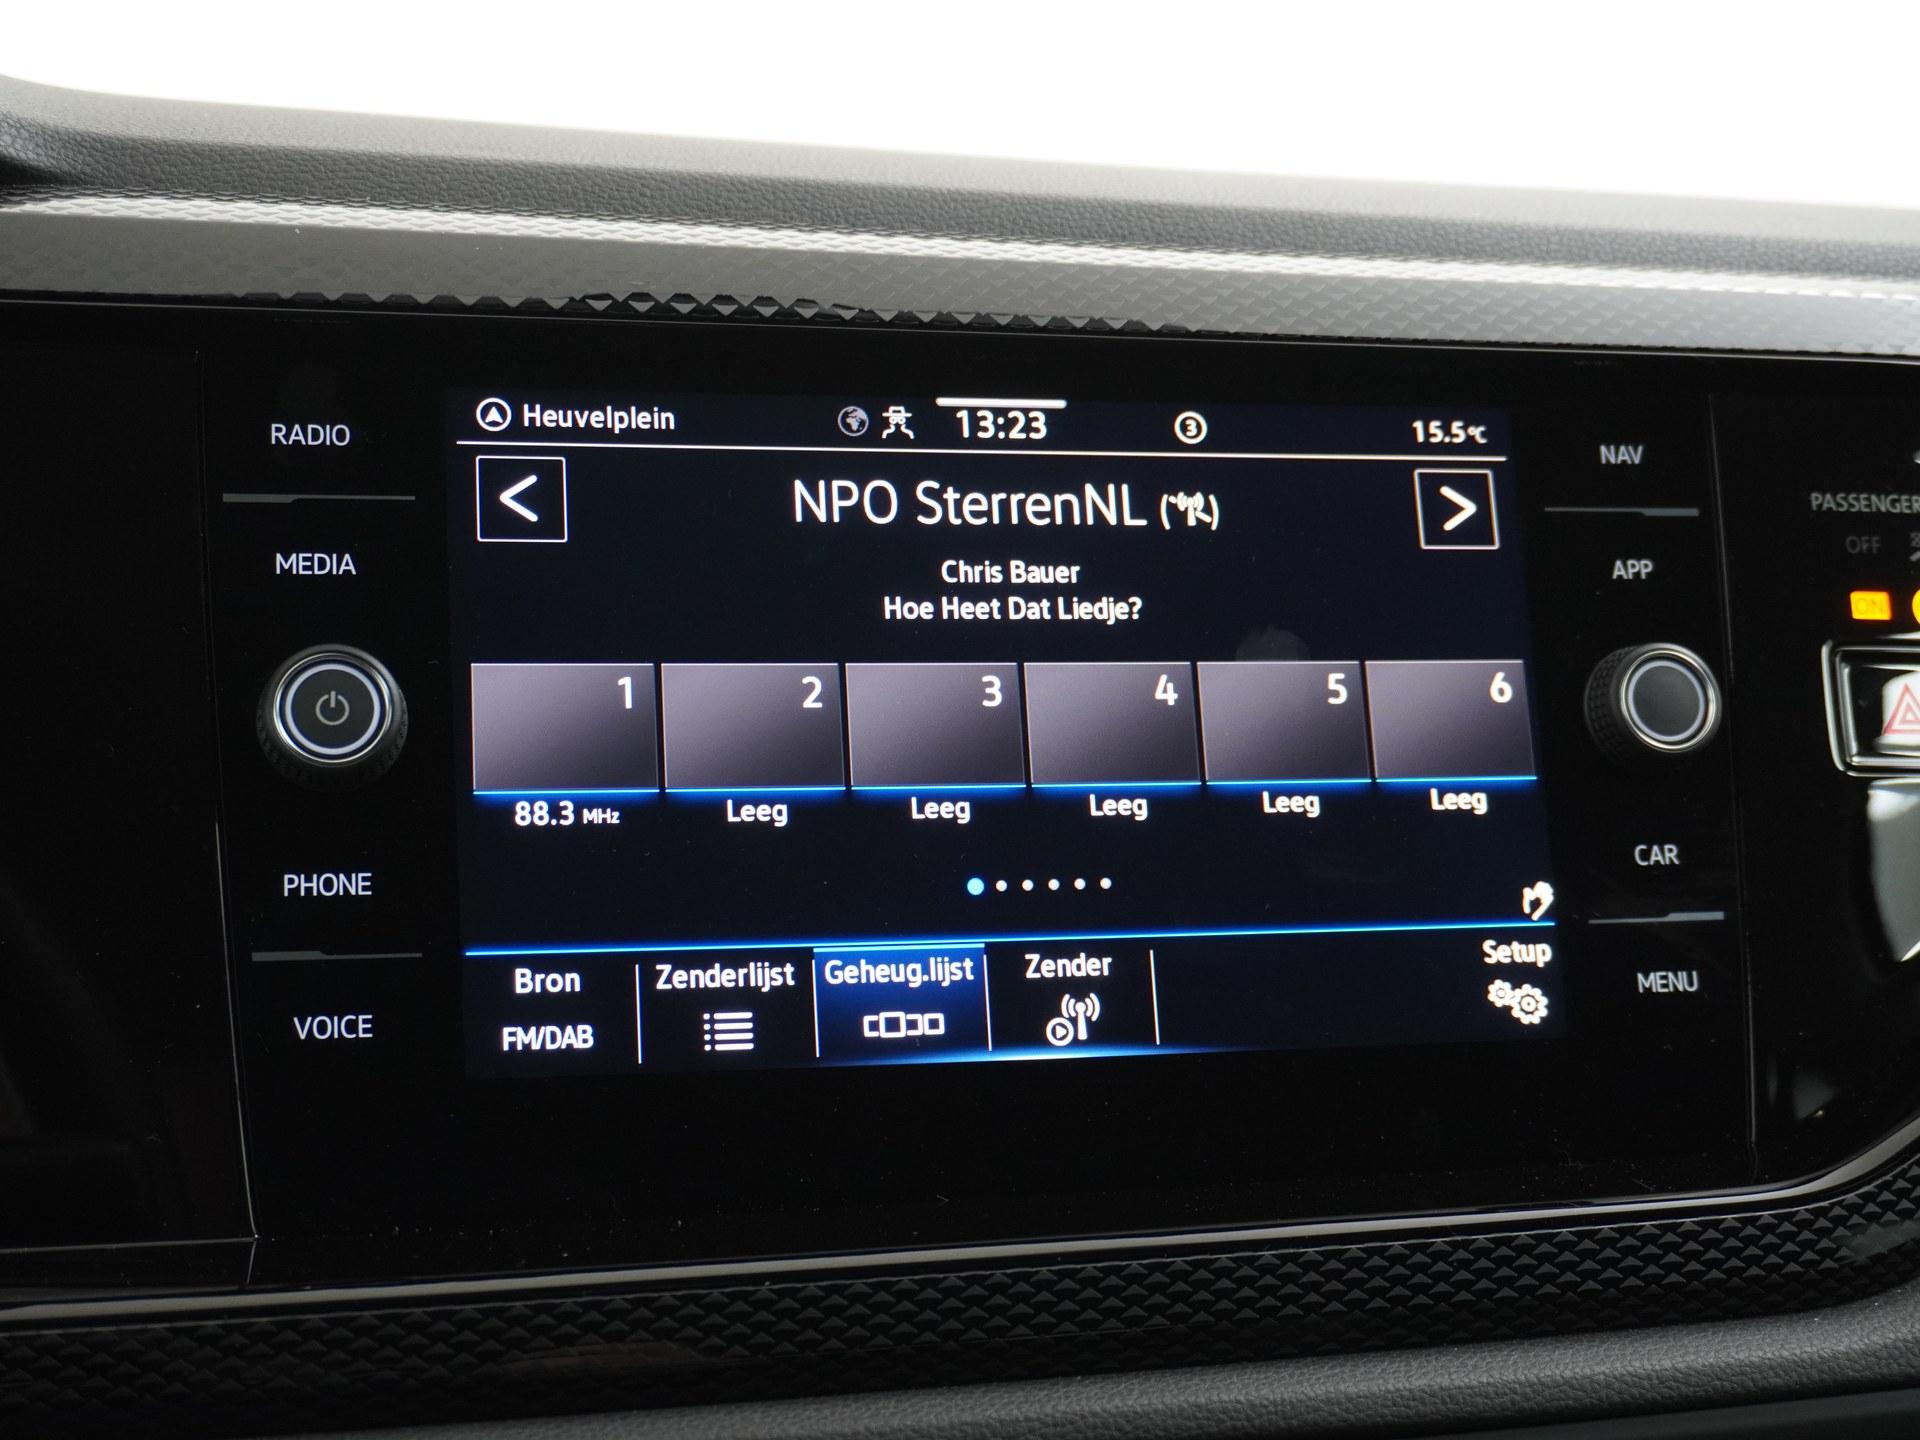 RADIO
MEDIA
PHONE
VOICE
Heuvelplein
13:23
3
15.5°C
<
NPO SterrenNL
>
Chris Bauer
Hoe Heet Dat Liedje?
1 2 3 4 5 6
88.3 MHz Leeg Leeg Leeg Leeg Leeg
Bron
FM/DAB
Zenderlijst
Geheug.lijst
Zender
Setup
NAV
APP
CAR
MENU
PASSENGER
OFF
ON